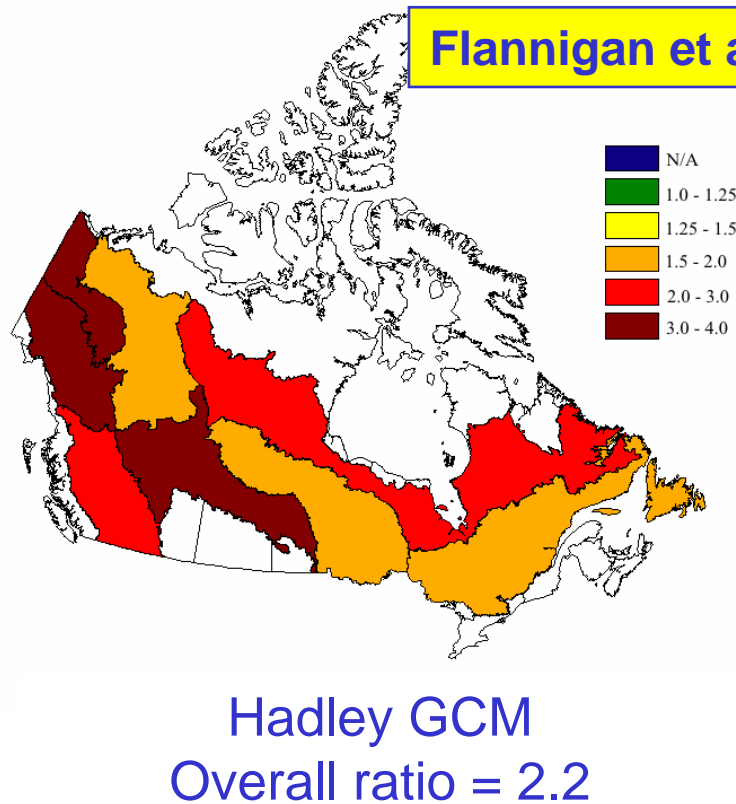 Flannigan et a
N/A
1.0 - 1.25
1.25 - 1.5
1.5 - 2.0
2.0 - 3.0
3.0 - 4.0
Hadley GCM
Overall ratio = 2.2